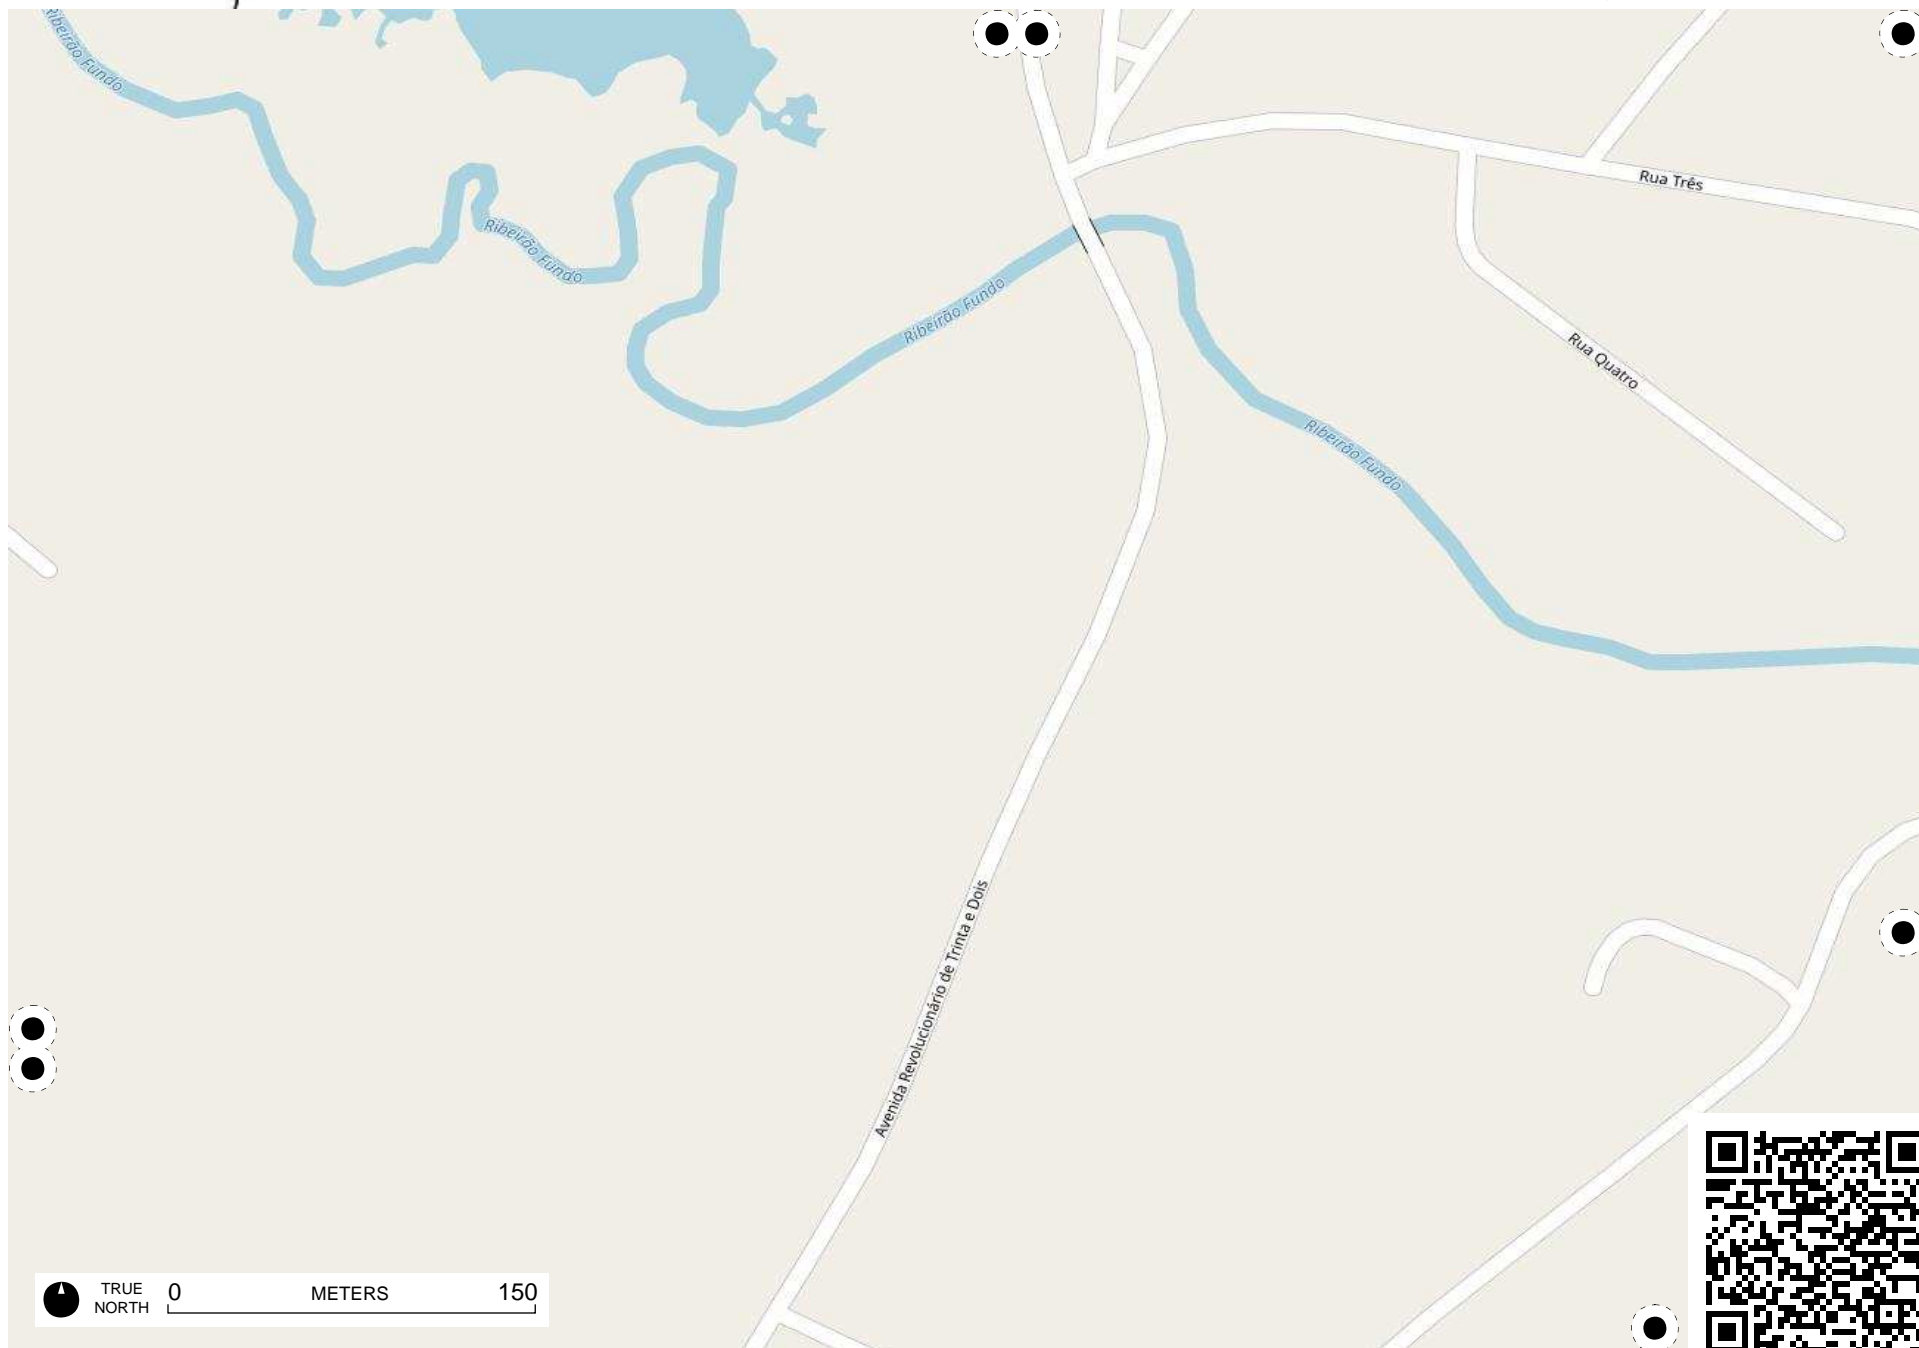 Ribeirão Fundo
Rua Três
Ribeirão Fundo
Ribeirão Fundo
Rua Quatro
Ribeirão Fundo
Avenida Revolucionário de Trinta e Dois
TRUE NORTH
0 METERS 150